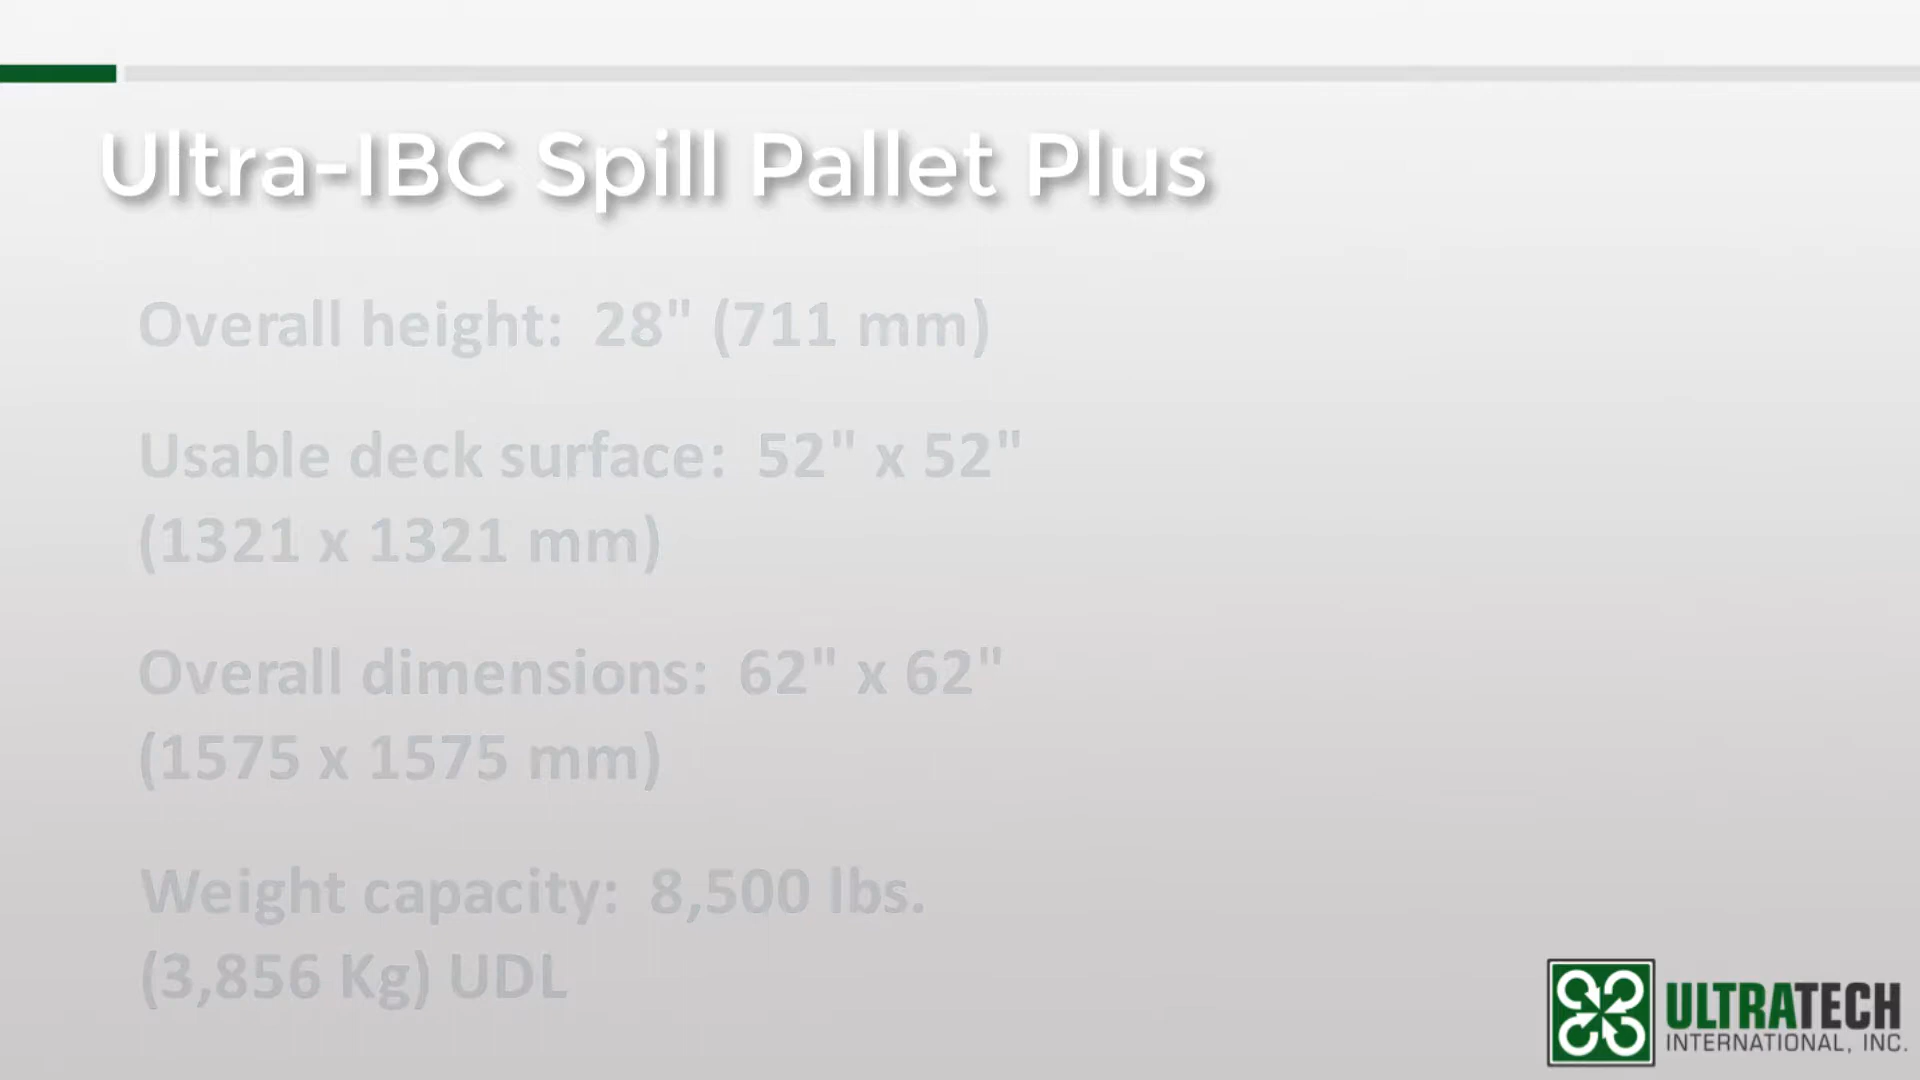 Ultra-IBC Spill Pallet Plus
Overall height:  28" (711 mm)
Usable deck surface:  52" x 52"
(1321 x 1321 mm)
Overall dimensions:  62" x 62"
(1575 x 1575 mm)
Weight capacity:  8,500 lbs.
(3,856 Kg) UDL
ULTRATECH
INTERNATIONAL, INC.